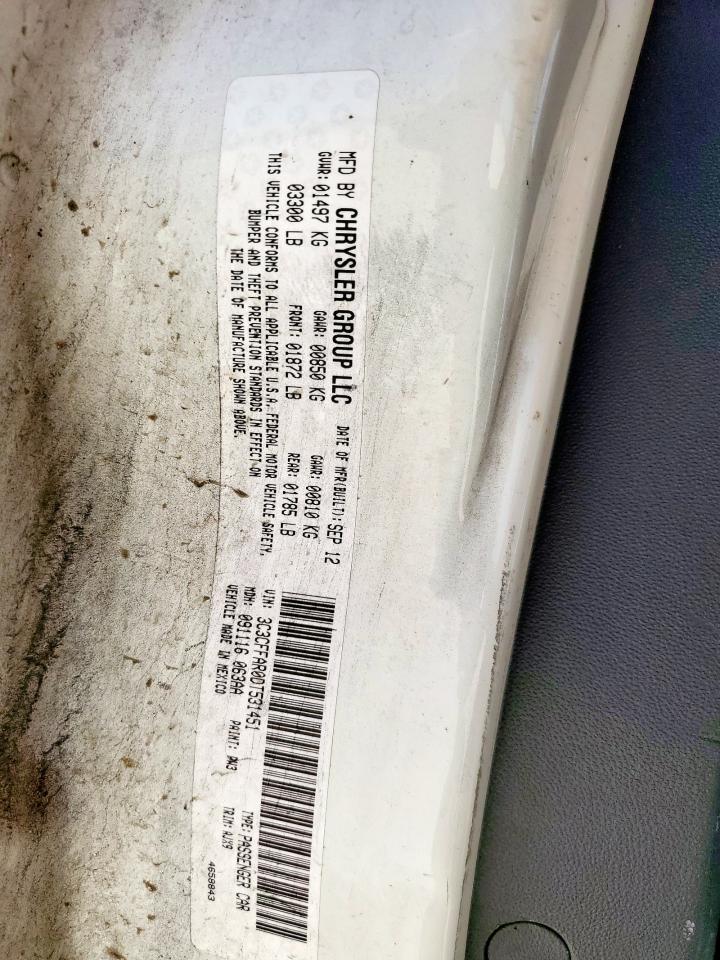 MFD BY CHRYSLER GROUP LLC DATE OF MFR(BUILT): SEP 12
GVWR: 01497 KG GAWR: 00850 KG GAWR: 00810 KG
03300 LB FRONT: 01872 LB REAR: 01785 LB
THIS VEHICLE CONFORMS TO ALL APPLICABLE U.S.A. FEDERAL MOTOR VEHICLE SAFETY,
BUMPER AND THEFT PREVENTION STANDARDS IN EFFECT ON
THE DATE OF MANUFACTURE SHOWN ABOVE.
VIN: 3C3CFFAR0DT531451 TYPE: PASSENGER CAR
MDH: 091116 063AA PAINT: PW3 TRIM: AJX9
VEHICLE MADE IN MEXICO 4658843